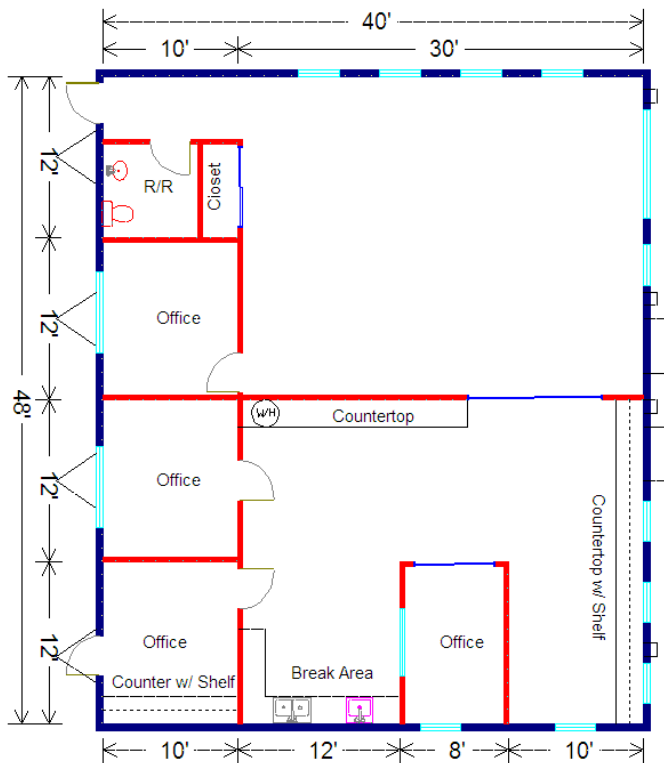 40'
10'
30'
12'
R/R
Closet
12'
Office
48'
W/H
Countertop
12'
Office
Countertop w/ Shelf
12'
Office
Office
Counter w/ Shelf
Break Area
10'
12'
8'
10'